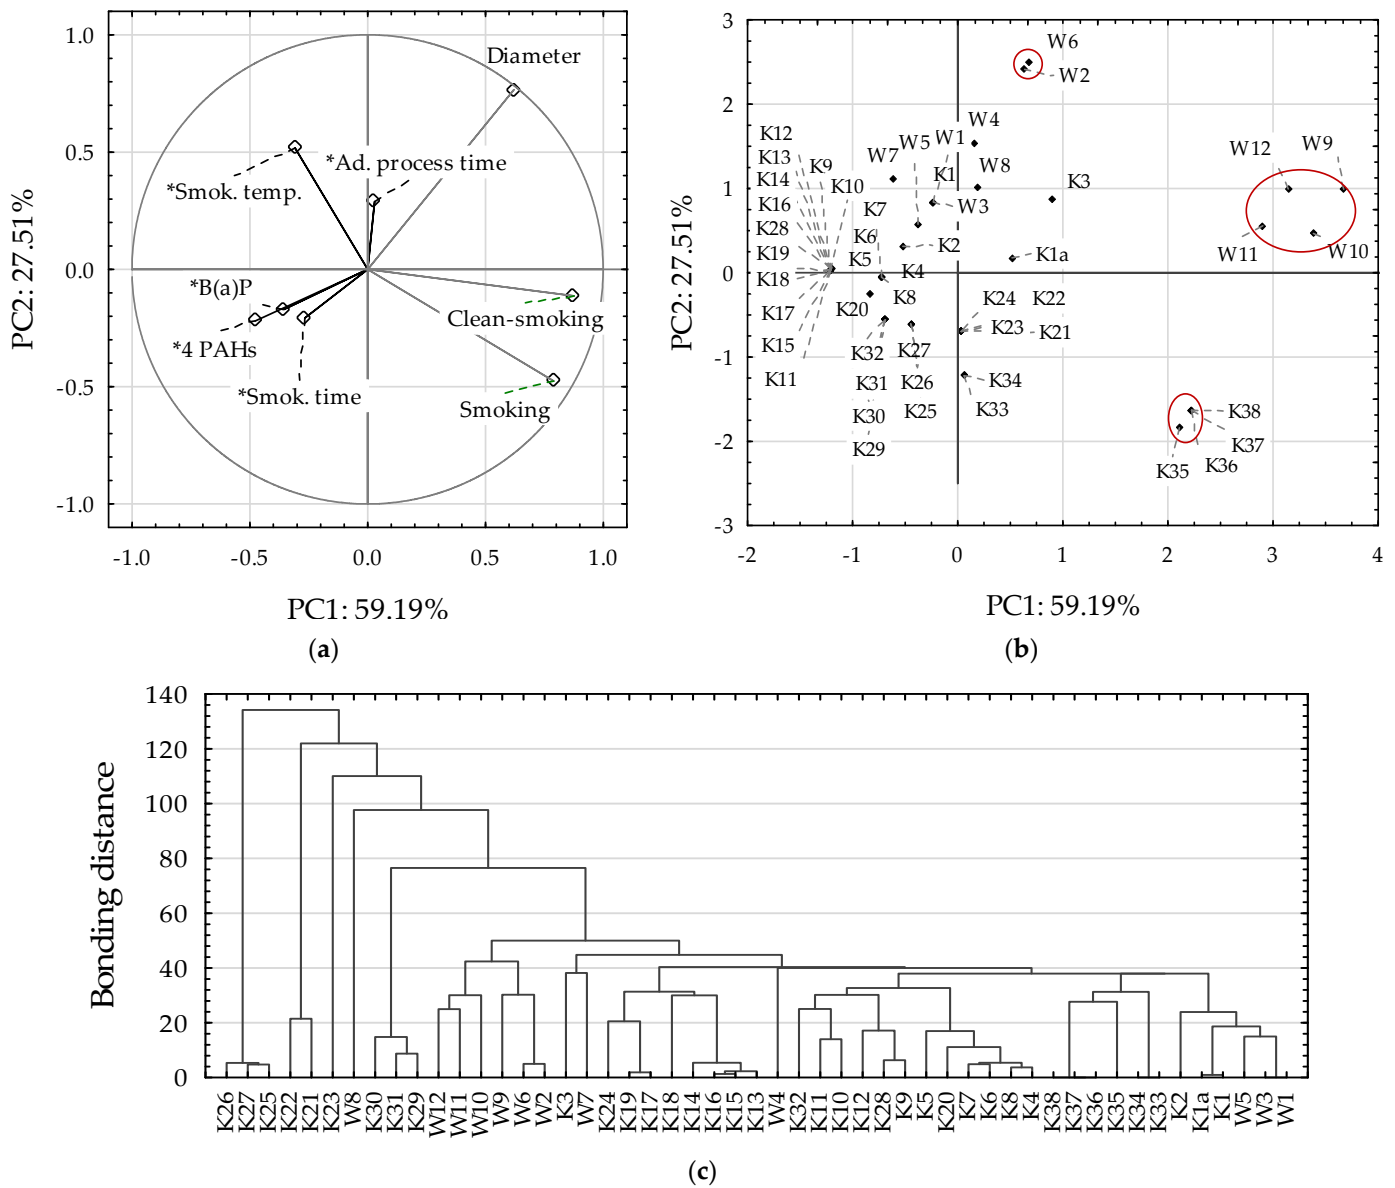 1.0
0.5
0.0
-0.5
-1.0
PC2: 27.51%
Diameter
*Ad. process time
*Smok. temp.
*B(a)P
*4 PAHs
*Smok. time
Clean-smoking
Smoking
-1.0 -0.5 0.0 0.5 1.0
PC1: 59.19%
(a)
3
2
1
0
-1
-2
-3
PC2: 27.51%
W6
W2
W4
K12
W5 W1
K13 K9
W7
W8
W12 W9
K14 K10
K1
K3
K16
K7
W3
K28
K6
K2
K1a
W11 W10
K19
K5
K4
K18
K17
K20
K8
K24 K22
K23 K21
K15
K32
K27
K11
K31
K26
K34
K30
K25
K33
K29
K38
K37
K35 K36
-2 -1 0 1 2 3 4
PC1: 59.19%
(b)
140
120
100
80
60
40
20
0
Bonding distance
K26 K27 K25 K22 K21 K23 W8 K30 K31 K29 W12 W11 W10 W9 W6 W2 K3 W7 K24 K19 K17 K18 K14 K16 K15 K13 W4 K32 K11 K10 K12 K28 K9 K5 K20 K7 K6 K8 K4 K38 K37 K36 K35 K34 K33 K2 K1a K1 W5 W3 W1
(c)